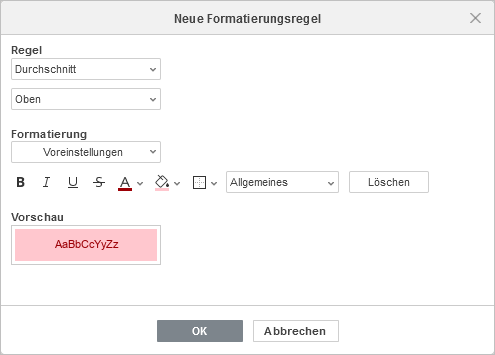 Neue Formatierungsregel
Regel
Durchschnitt
Oben
Formatierung
Voreinstellungen
B I U S A Allgemeines Löschen
Vorschau
AaBbCcYyZz
OK Abbrechen